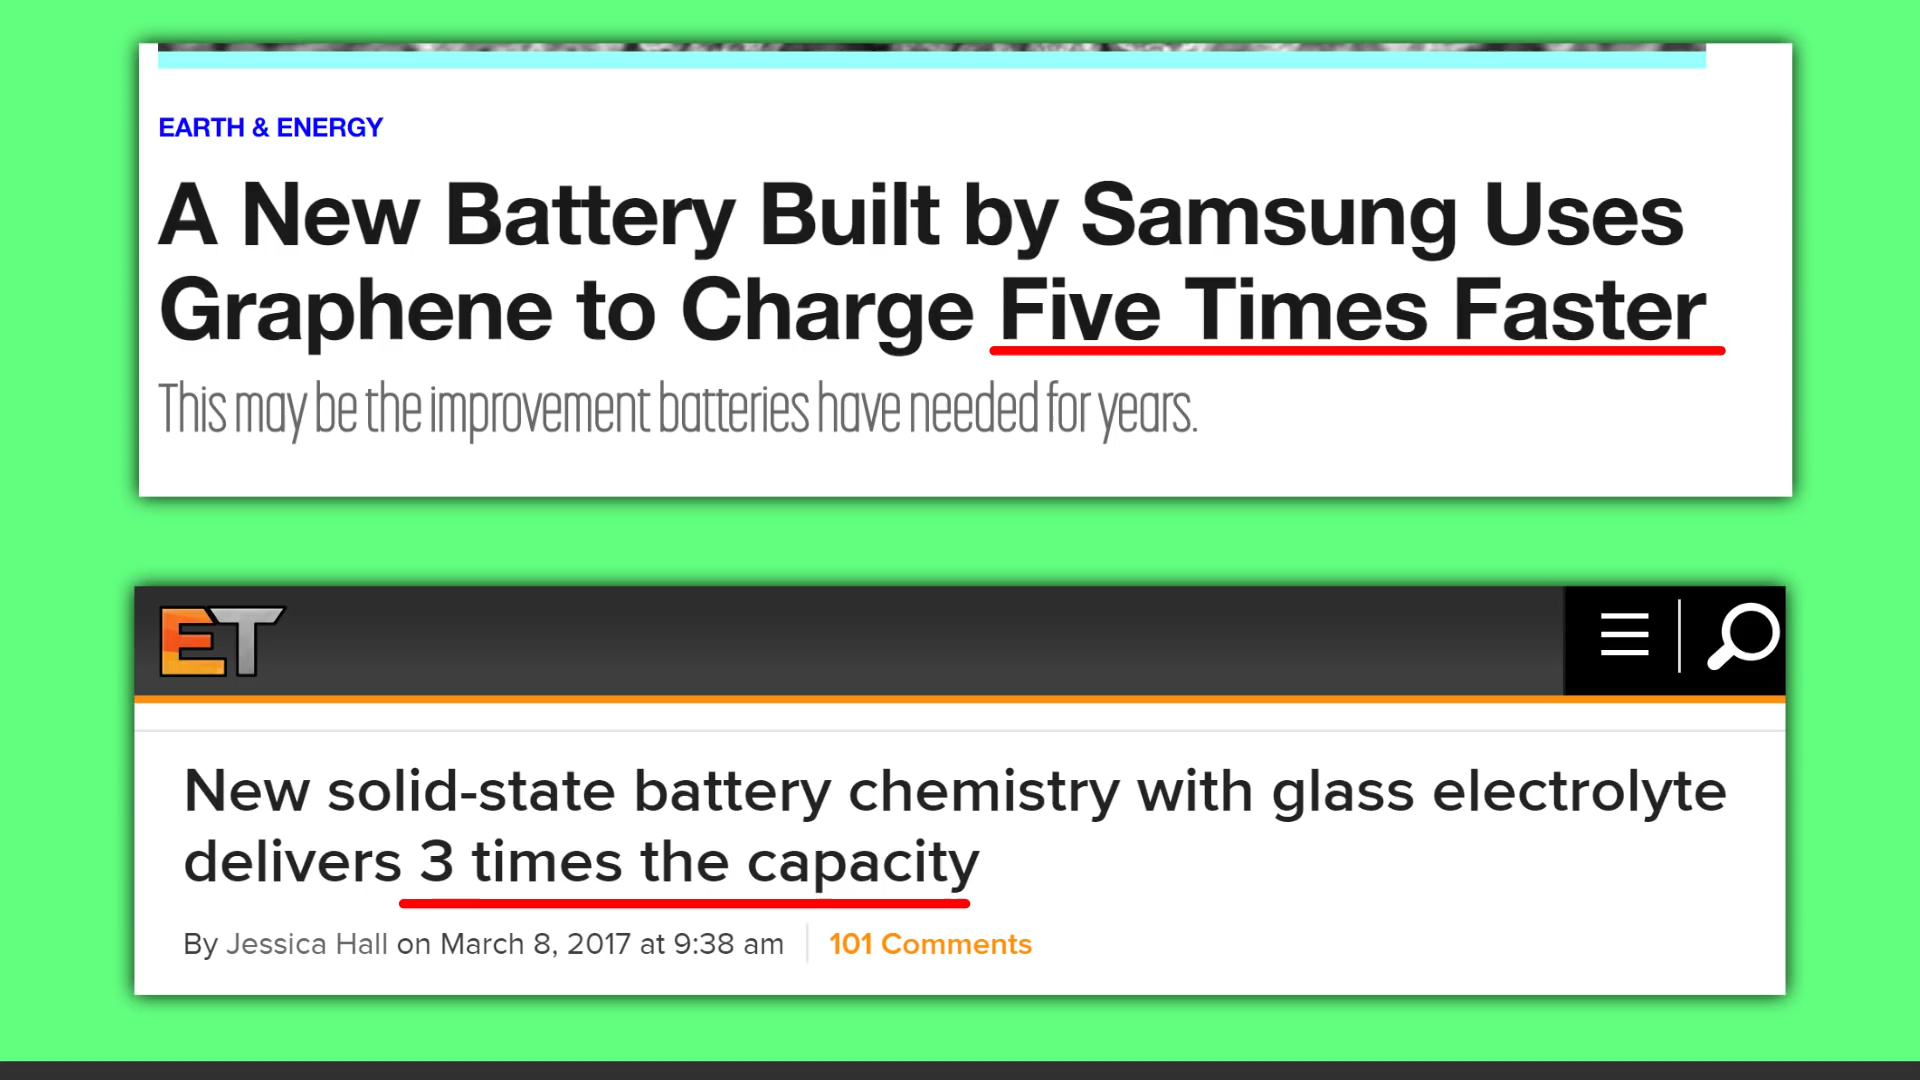 EARTH & ENERGY
A New Battery Built by Samsung Uses
Graphene to Charge Five Times Faster
This may be the improvement batteries have needed for years.
ET
New solid-state battery chemistry with glass electrolyte
delivers 3 times the capacity
By Jessica Hall on March 8, 2017 at 9:38 am 101 Comments